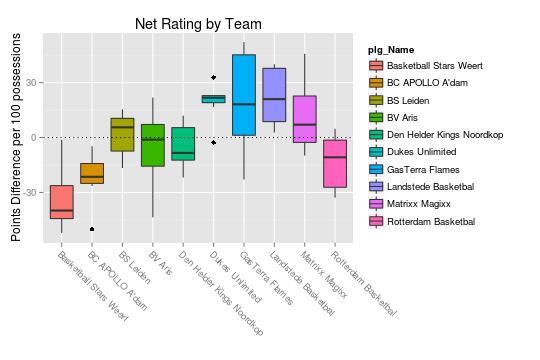 Net Rating by Team
Points Difference per 100 possessions
30
0
-30
Basketball Stars Weert
BC APOLLO A'dam
BS Leiden
BV Aris
Den Helder Kings Noordkop
Dukes Unlimited
GasTerra Flames
Landstede Basketbal
Matrixx Magixx
Rotterdam Basketbal
plg_Name
Basketball Stars Weert
BC APOLLO A'dam
BS Leiden
BV Aris
Den Helder Kings Noordkop
Dukes Unlimited
GasTerra Flames
Landstede Basketbal
Matrixx Magixx
Rotterdam Basketbal